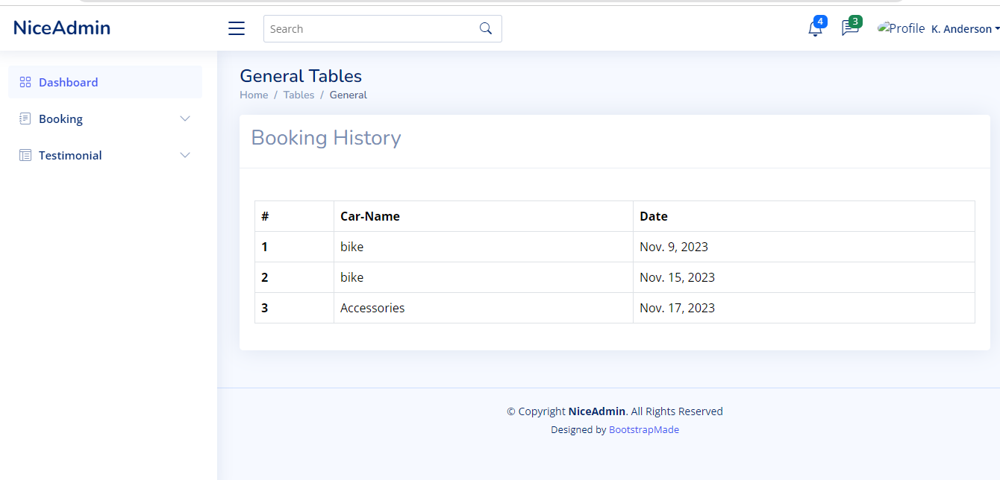 NiceAdmin
Search
4
3
Profile
K. Anderson
Dashboard
Booking
Testimonial
General Tables
Home / Tables / General
Booking History
# Car-Name Date
1 bike Nov. 9, 2023
2 bike Nov. 15, 2023
3 Accessories Nov. 17, 2023
© Copyright NiceAdmin. All Rights Reserved
Designed by BootstrapMade